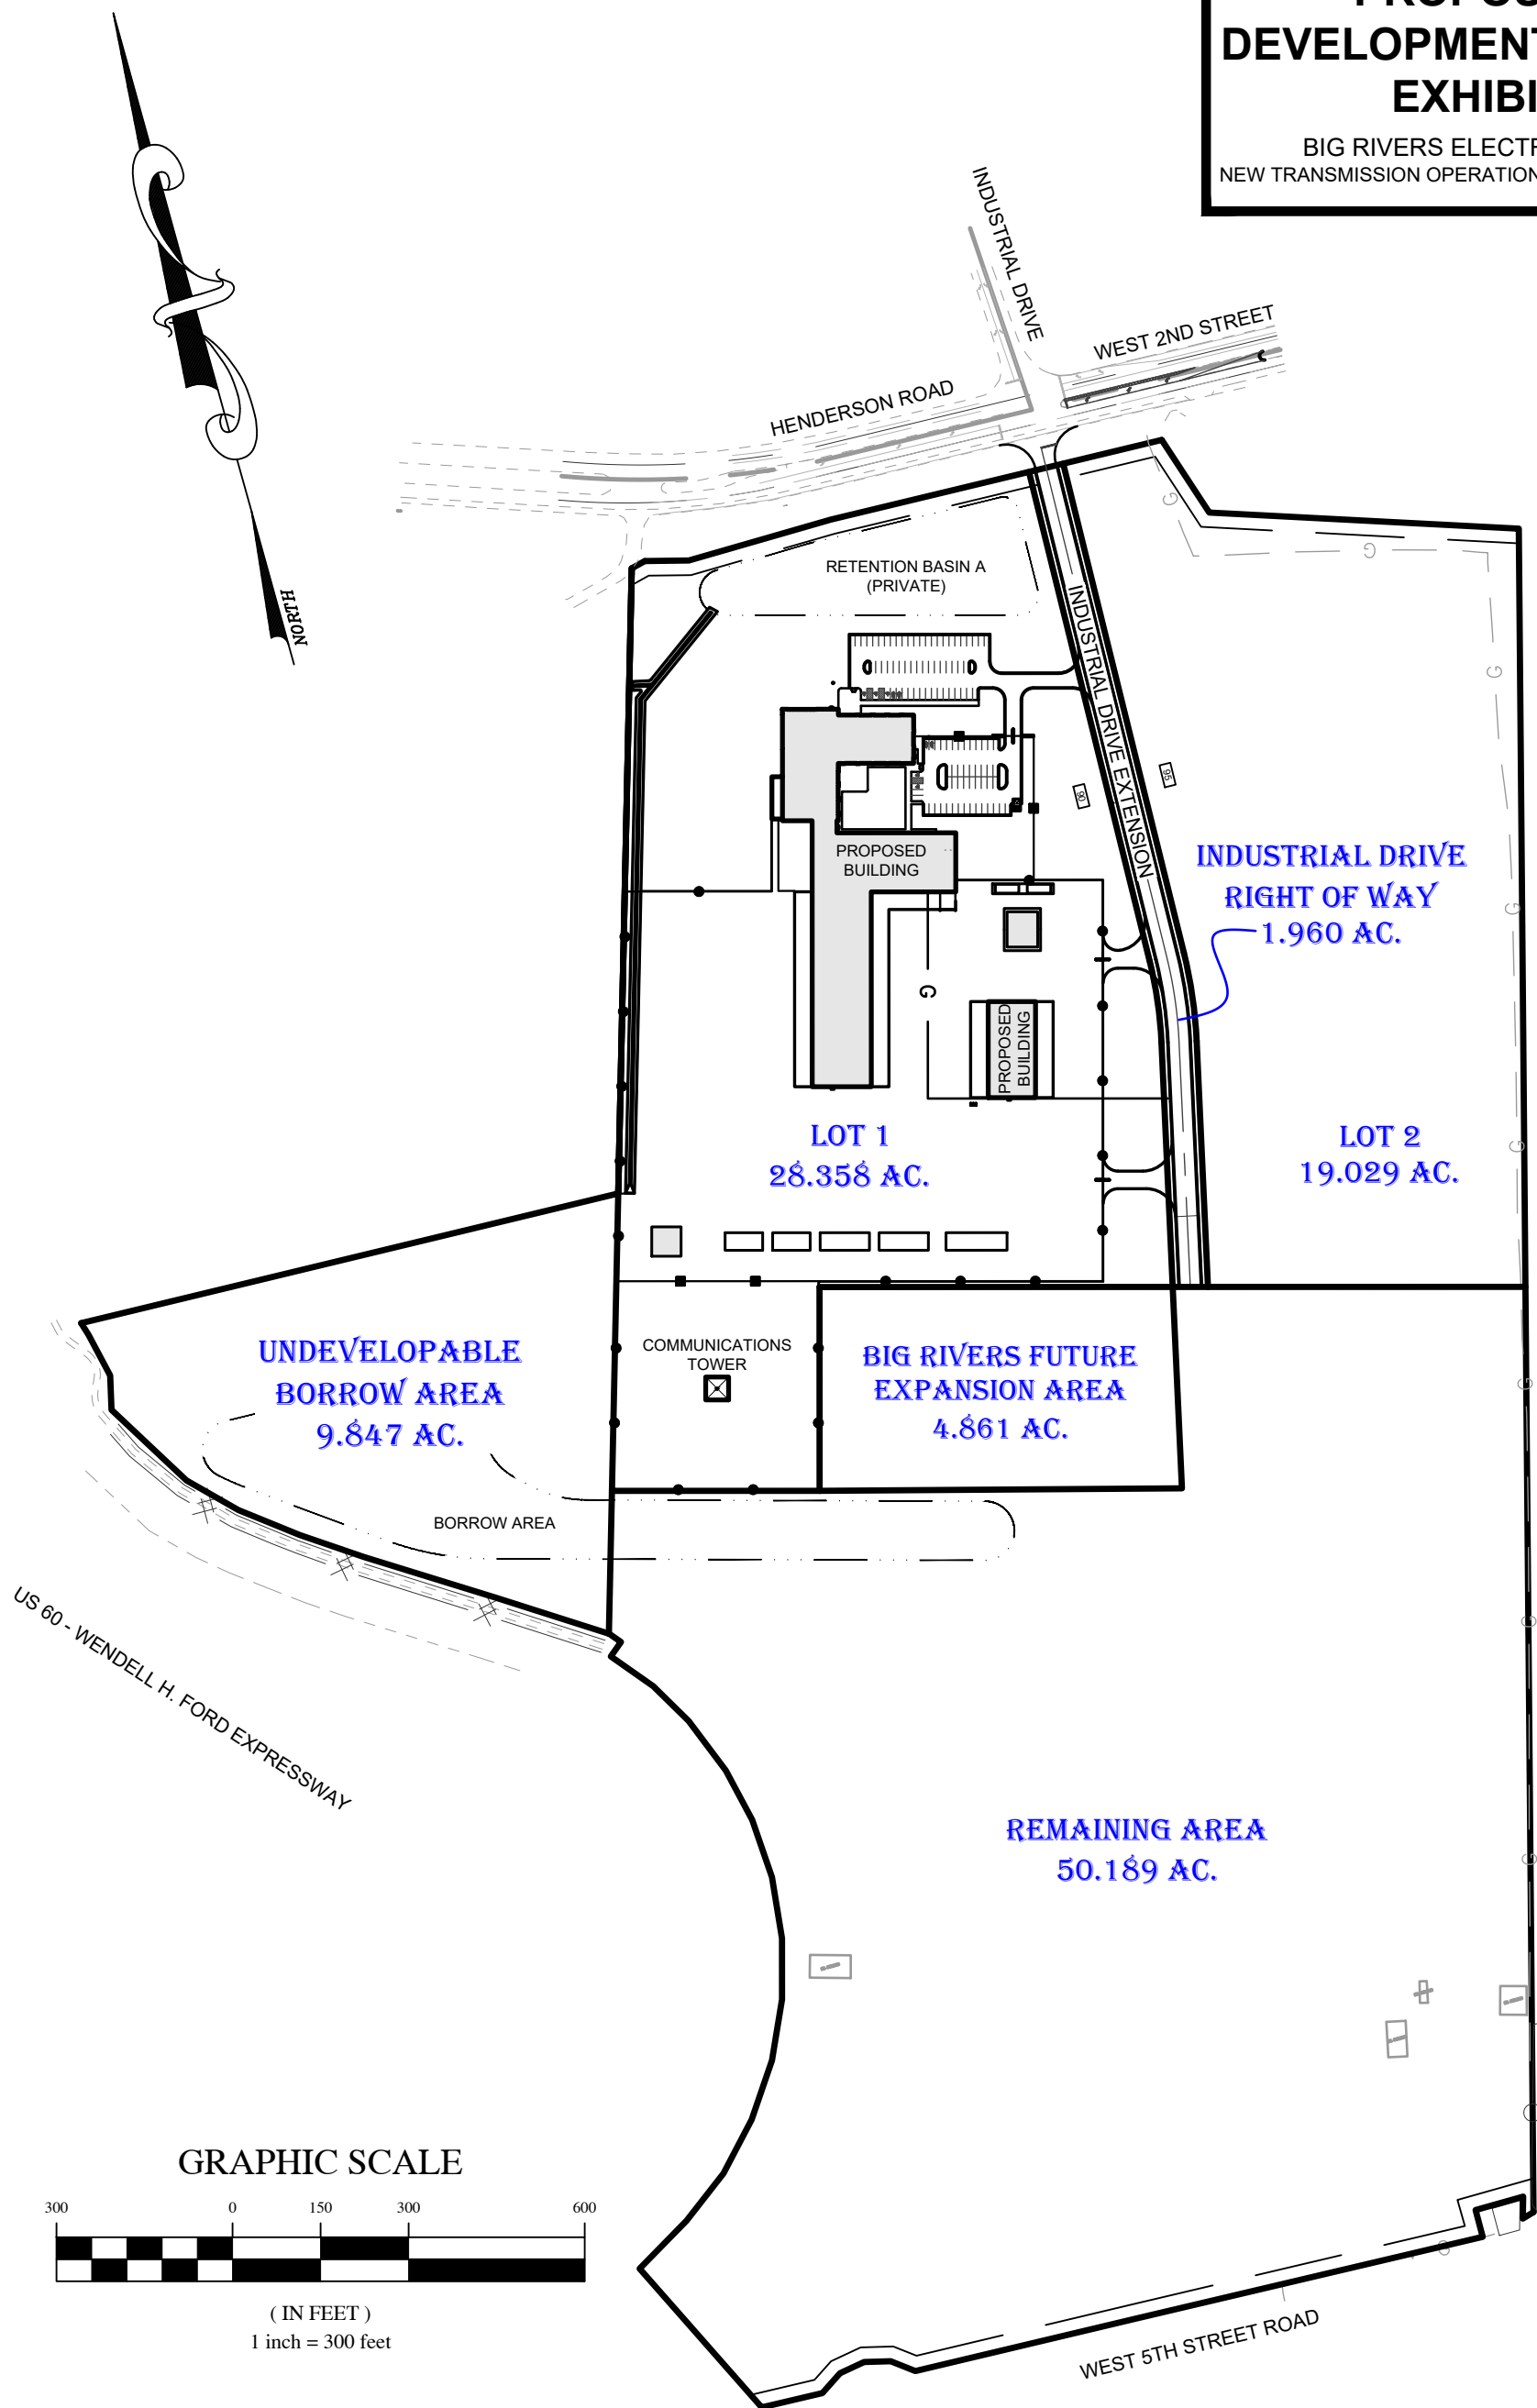 DEVELOPMENT
BIG RIVERS
NEW TRANSMISSION
INDUSTRIAL DRIVE
WEST 2ND STREET
HENDERSON ROAD
RETENTION BASIN A
(PRIVATE)
INDUSTRIAL DRIVE EXTENSION
90
95
PROPOSED
BUILDING
INDUSTRIAL DRIVE
RIGHT OF WAY
1.960 AC.
G
PROPOSED
BUILDING
LOT 1
28.358 AC.
LOT 2
19.029 AC.
UNDEVELOPABLE
BORROW AREA
9.847 AC.
COMMUNICATIONS
TOWER
BIG RIVERS FUTURE
EXPANSION AREA
4.861 AC.
BORROW AREA
US 60 - WENDELL H. FORD EXPRESSWAY
REMAINING AREA
50.189 AC.
WEST 5TH STREET ROAD
NORTH
GRAPHIC SCALE
300 0 150 300 600
( IN FEET )
1 inch = 300 feet